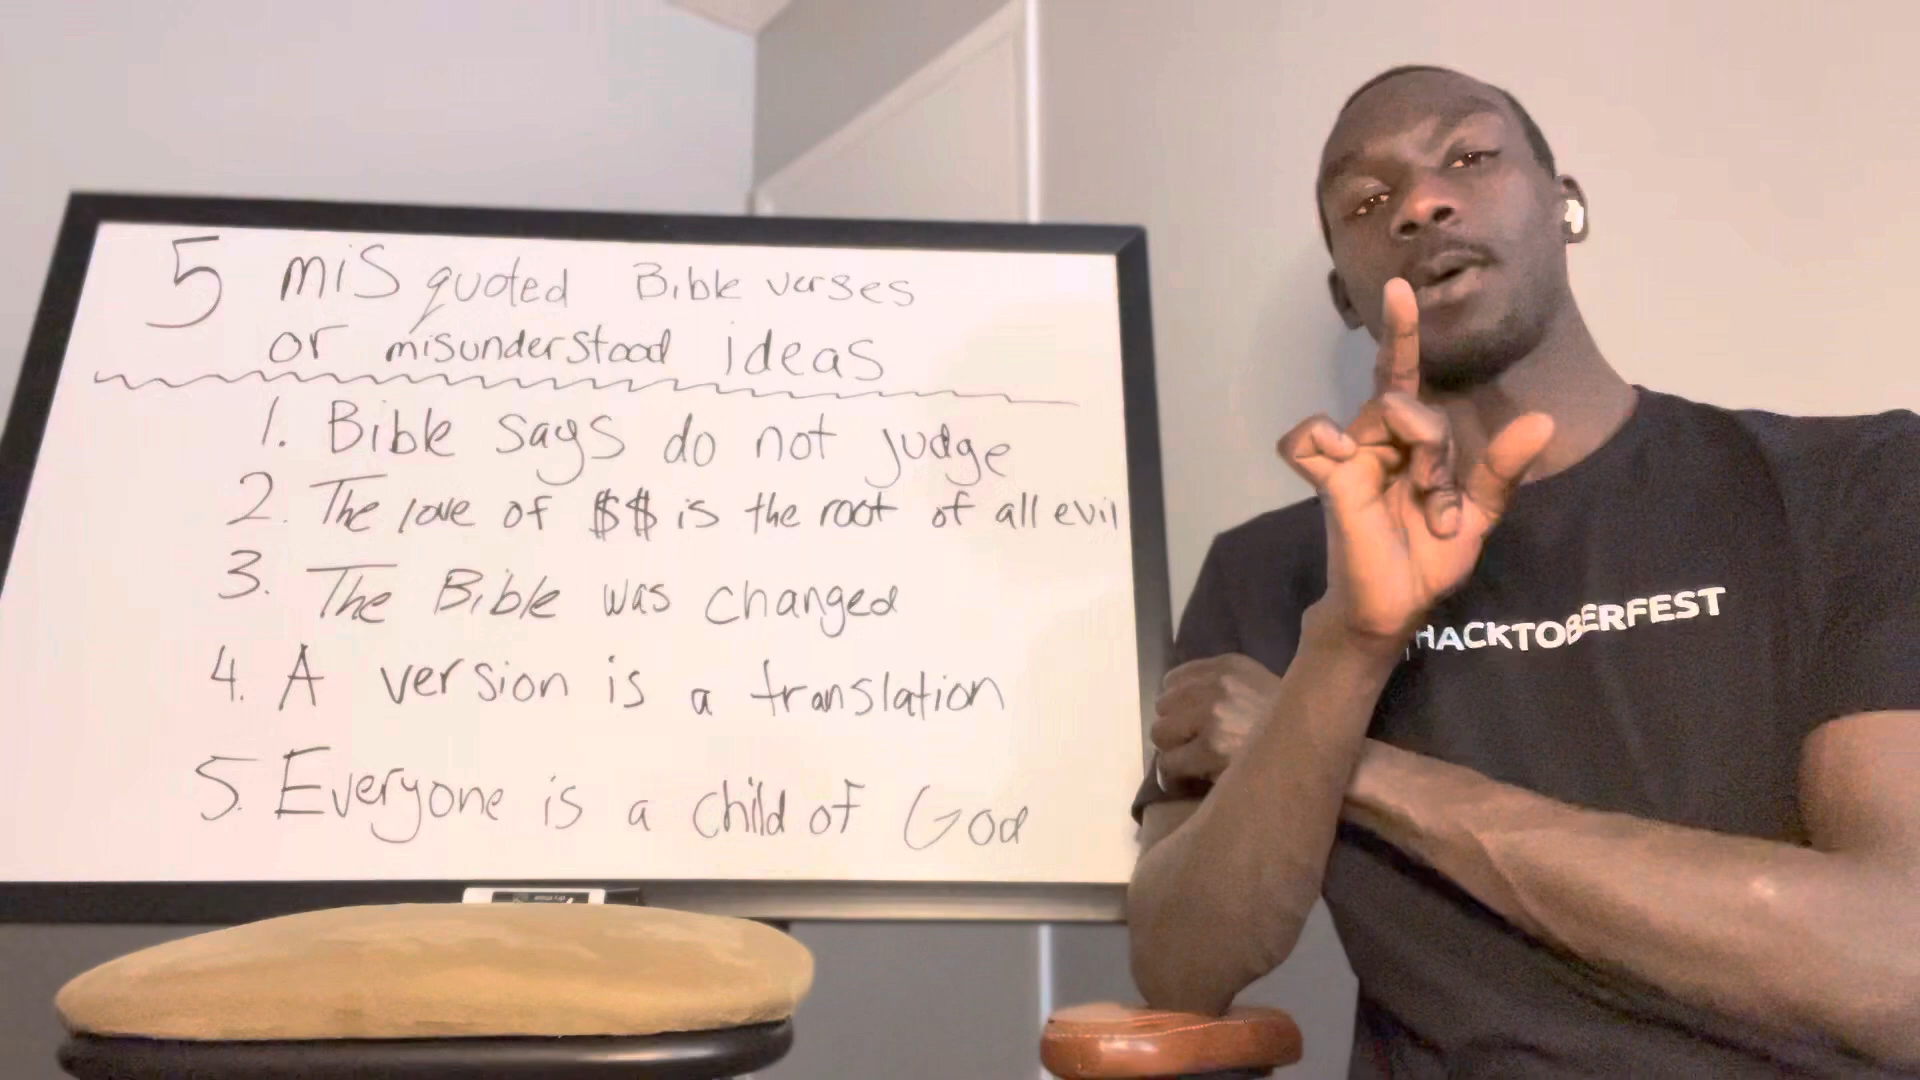 5 misquoted Bible verses
or misunderstood ideas
1. Bible says do not judge
2. The love of $$ is the root of all evil
3. The Bible was changed
4. A version is a translation
5. Everyone is a child of God
HACKTOBERFEST